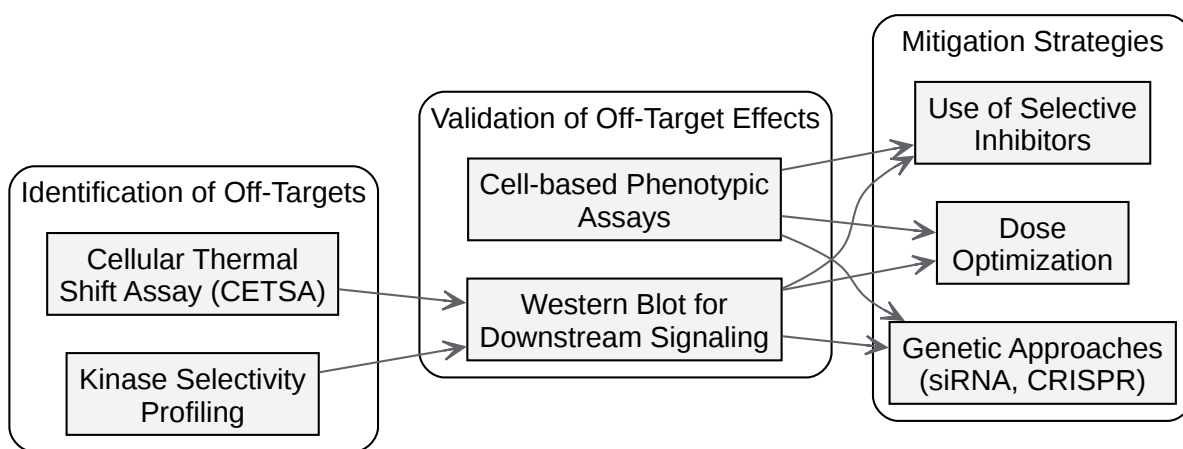 Identification of Off-Targets
Cellular Thermal
Shift Assay (CETSA)
Kinase Selectivity
Profiling
Validation of Off-Target Effects
Cell-based Phenotypic
Assays
Western Blot for
Downstream Signaling
Mitigation Strategies
Use of Selective
Inhibitors
Dose
Optimization
Genetic Approaches
(siRNA, CRISPR)